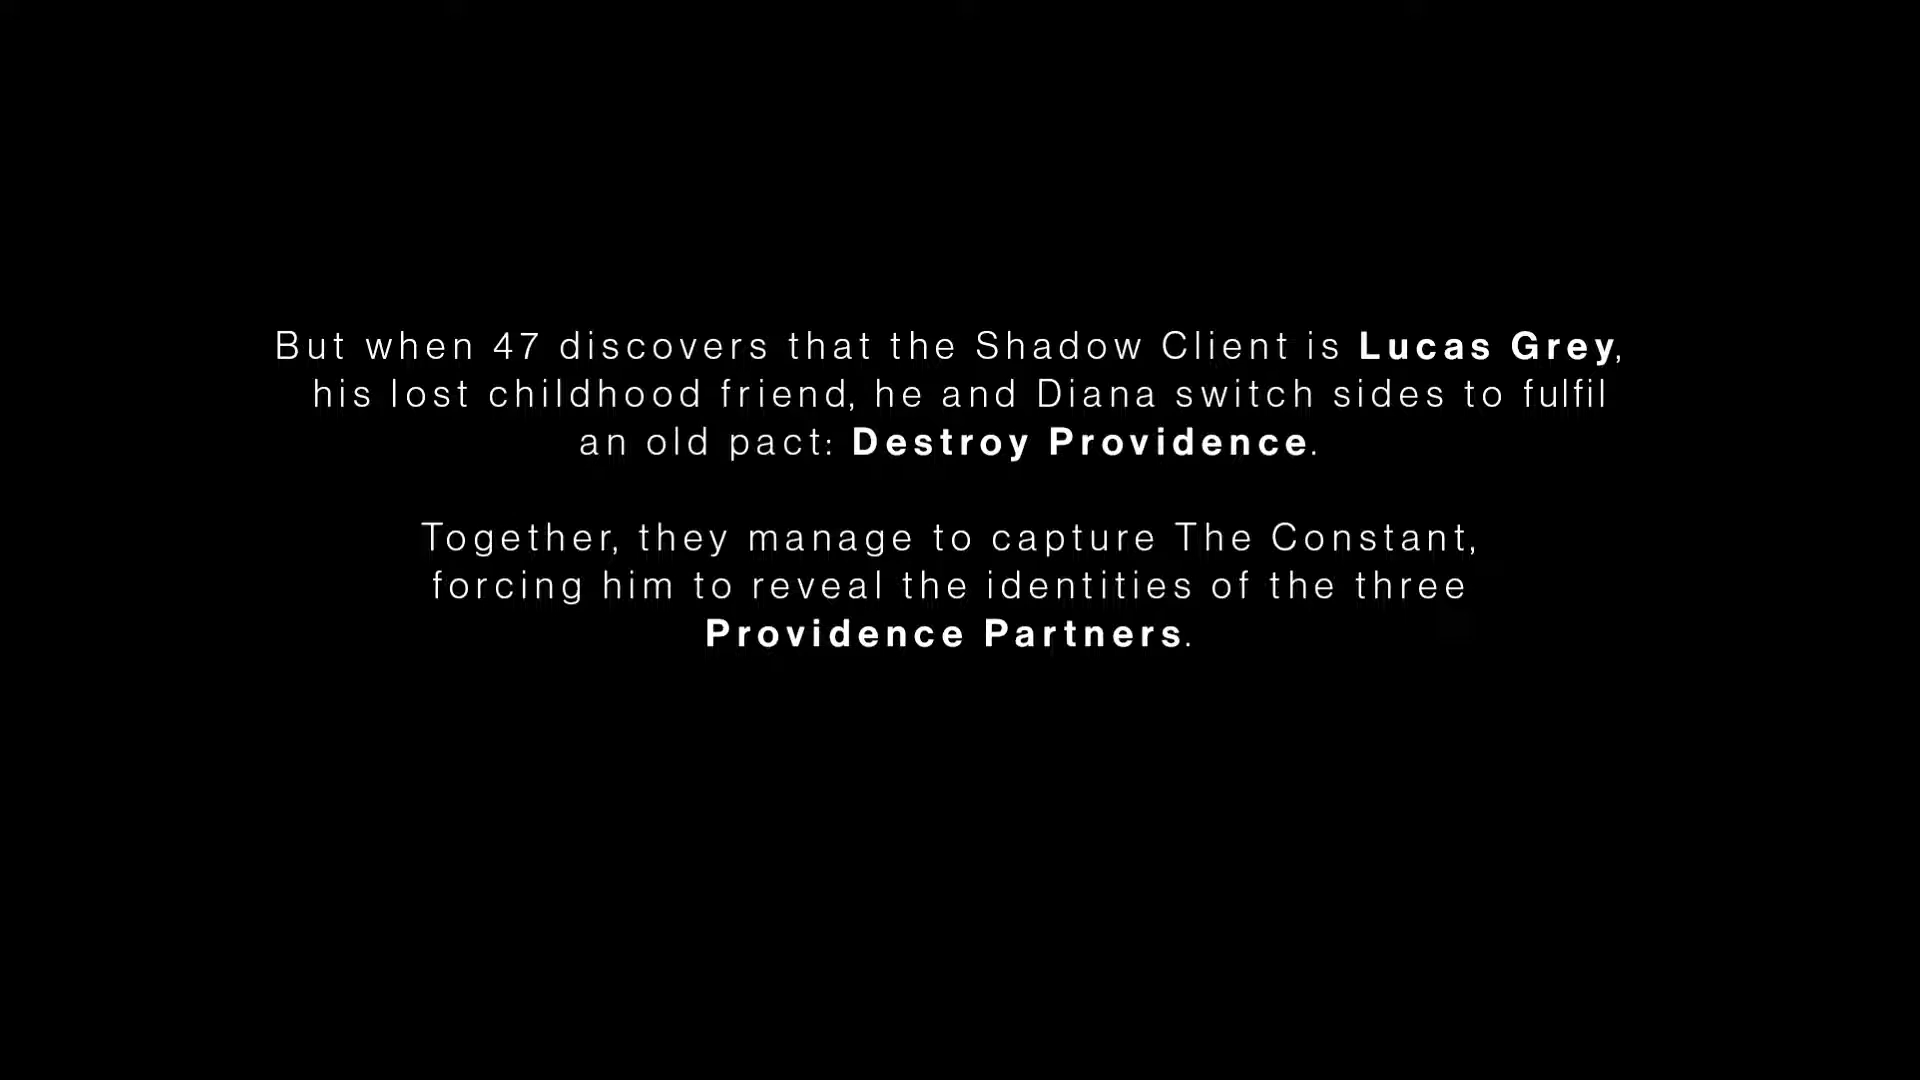 But when 47 discovers that the Shadow Client is Lucas Grey,
his lost childhood friend, he and Diana switch sides to fulfil
an old pact: Destroy Providence.
Together, they manage to capture The Constant,
forcing him to reveal the identities of the three
Providence Partners.